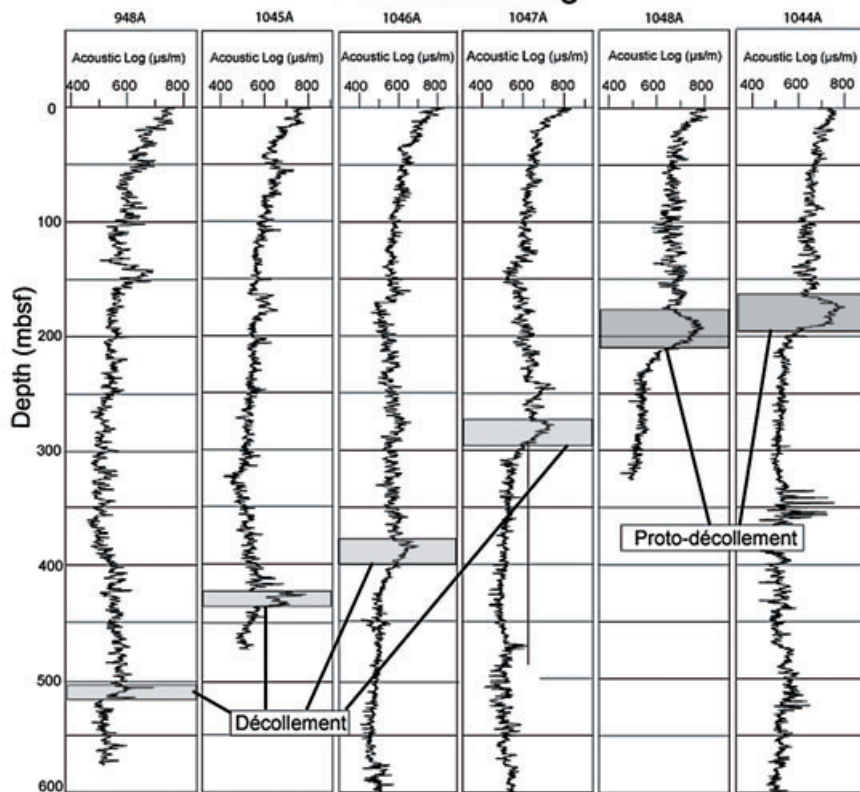 948A 1045A 1046A 1047A 1048A 1044A
Acoustic Log (µs/m) Acoustic Log (µs/m) Acoustic Log (µs/m) Acoustic Log (µs/m) Acoustic Log (µs/m) Acoustic Log (µs/m)
400 600 800 400 600 800 400 600 800 400 600 800 400 600 800 400 600 800
0
100
200
300
400
500
600
Depth (mbsf)
Proto-décollement
Décollement